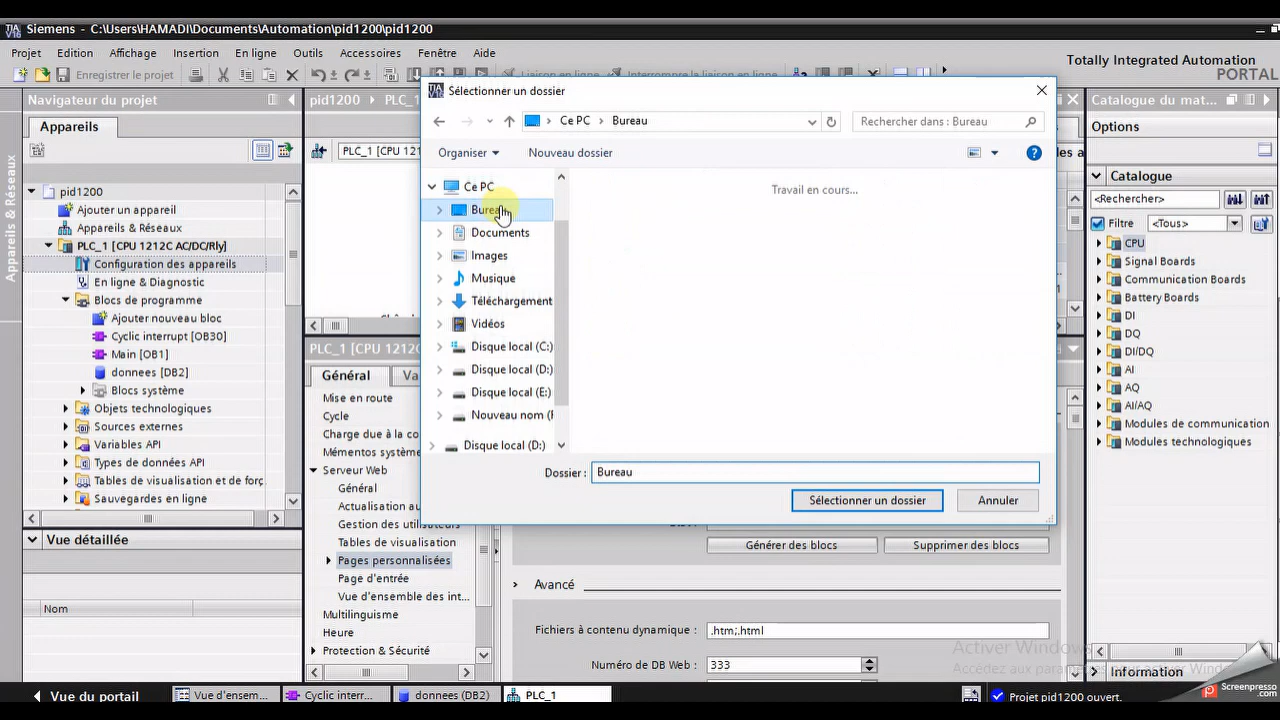 Siemens - C:\Users\HAMADI\Documents\Automation\pid1200\pid1200
Projet Edition Affichage Insertion En ligne Outils Accessoires Fenêtre Aide
Enregistrer le projet
Totally Integrated Automation
PORTAL
Navigateur du projet
Appareils
Appareils & Réseaux
pid1200
Ajouter un appareil
Appareils & Réseaux
PLC_1 [CPU 1212C AC/DC/Rly]
Configuration des appareils
En ligne & Diagnostic
Blocs de programme
Ajouter nouveau bloc
Cyclic interrupt [OB30]
Main [OB1]
donnees [DB2]
Blocs système
Objets technologiques
Sources externes
Variables API
Types de données API
Tables de visualisation et de forç
Sauvegardes en ligne
Vue détaillée
Nom
pid1200 PLC_1
PLC_1 [CPU 1212
PLC_1 [CPU 1212C
Général Va
Mise en route
Cycle
Charge due à la co
Mémentos système
Serveur Web
Général
Actualisation au
Gestion des utilisateurs
Tables de visualisation
Pages personnalisées
Page d'entrée
Vue d'ensemble des int...
Multilinguisme
Heure
Protection & Sécurité
Sélectionner un dossier
Ce PC > Bureau
Rechercher dans : Bureau
Organiser Nouveau dossier
Ce PC
Bureau
Documents
Images
Musique
Téléchargement
Vidéos
Disque local (C:)
Disque local (D:)
Disque local (E:)
Nouveau nom (F
Disque local (D:)
Travail en cours...
Dossier : Bureau
Sélectionner un dossier Annuler
Générer des blocs Supprimer des blocs
Avancé
Fichiers à contenu dynamique : .htm;.html
Numéro de DB Web : 333
Catalogue du mat...
Options
Catalogue
<Rechercher>
Filtre <Tous>
CPU
Signal Boards
Communication Boards
Battery Boards
DI
DQ
DI/DQ
AI
AQ
AI/AQ
Modules de communication
Modules technologiques
Information
Activer Windows
Accédez aux paramètres pour activer Windows
Vue du portail Vue d'ensem... Cyclic interr... donnees (DB2) PLC_1
Projet pid1200 ouvert.
Screenpresso